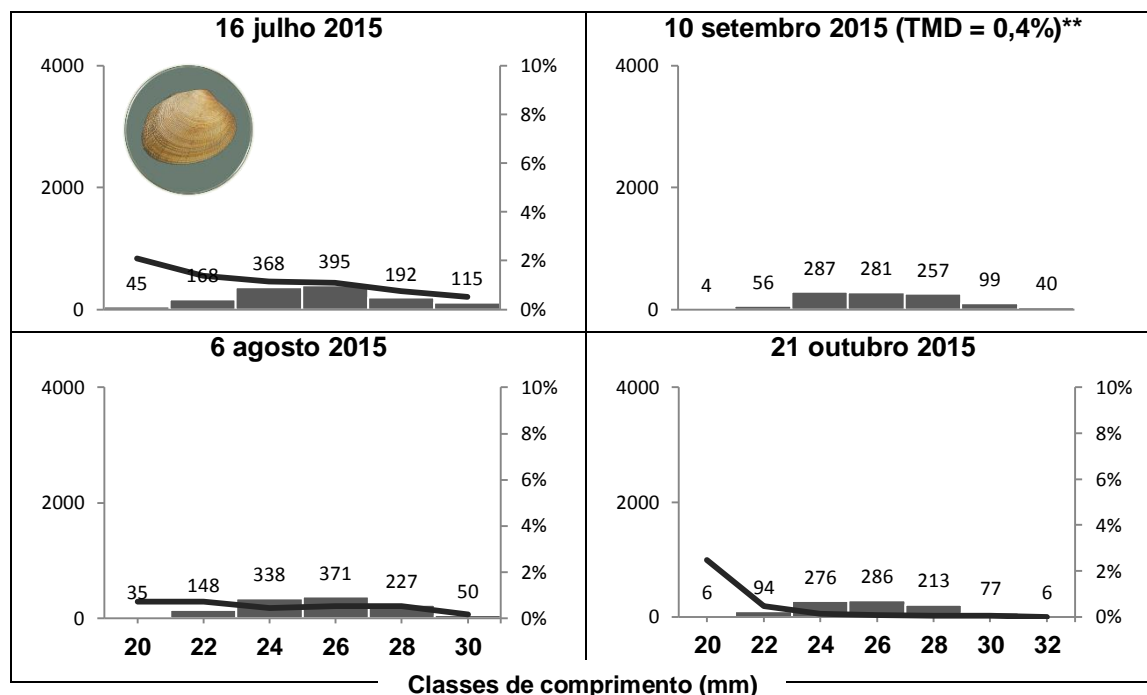 16 julho 2015
4000
2000
0
10%
8%
6%
4%
2%
0%
45 168 368 395 192 115
10 setembro 2015 (TMD = 0,4%)**
4000
2000
0
4 56 287 281 257 99 40
6 agosto 2015
4000
2000
0
10%
8%
6%
4%
2%
0%
35 148 338 371 227 50
20 22 24 26 28 30
21 outubro 2015
4000
2000
0
10%
8%
6%
4%
2%
0%
6 94 276 286 213 77 6
20 22 24 26 28 30 32
Classes de comprimento (mm)